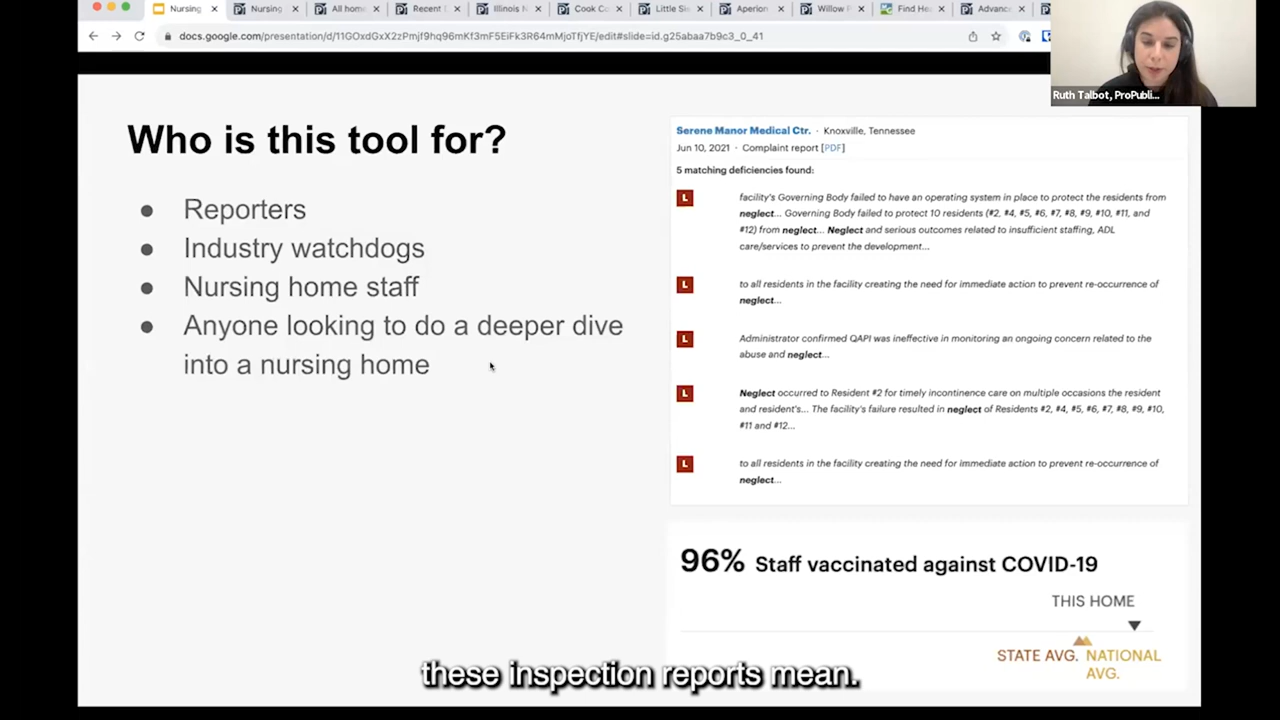 Nursing
Nursing
All home
Recent
Illinois N
Cook Co
Little Sis
Aperion
Willow
Find Hea
Advanc
docs.google.com/presentation/d/11GOxdGxX2zPmjf9hq96mKf3mF5EiFk3R64mMjoTfjYE/edit#slide=id.g25abaa7b9c3_0_41
Ruth Talbot, ProPubli...
Who is this tool for?
● Reporters
● Industry watchdogs
● Nursing home staff
● Anyone looking to do a deeper dive
into a nursing home
Serene Manor Medical Ctr. · Knoxville, Tennessee
Jun 10, 2021 · Complaint report [PDF]
5 matching deficiencies found:
L facility's Governing Body failed to have an operating system in place to protect the residents from
neglect... Governing Body failed to protect 10 residents (#2, #4, #5, #6, #7, #8, #9, #10, #11, and
#12) from neglect... Neglect and serious outcomes related to insufficient staffing, ADL
care/services to prevent the development...
L to all residents in the facility creating the need for immediate action to prevent re-occurrence of
neglect...
L Administrator confirmed QAPI was ineffective in monitoring an ongoing concern related to the
abuse and neglect...
L Neglect occurred to Resident #2 for timely incontinence care on multiple occasions the resident
and resident's... The facility's failure resulted in neglect of Residents #2, #4, #5, #6, #7, #8, #9, #10,
#11 and #12...
L to all residents in the facility creating the need for immediate action to prevent re-occurrence of
neglect...
96% Staff vaccinated against COVID-19
THIS HOME
STATE AVG. NATIONAL
AVG.
these inspection reports mean.